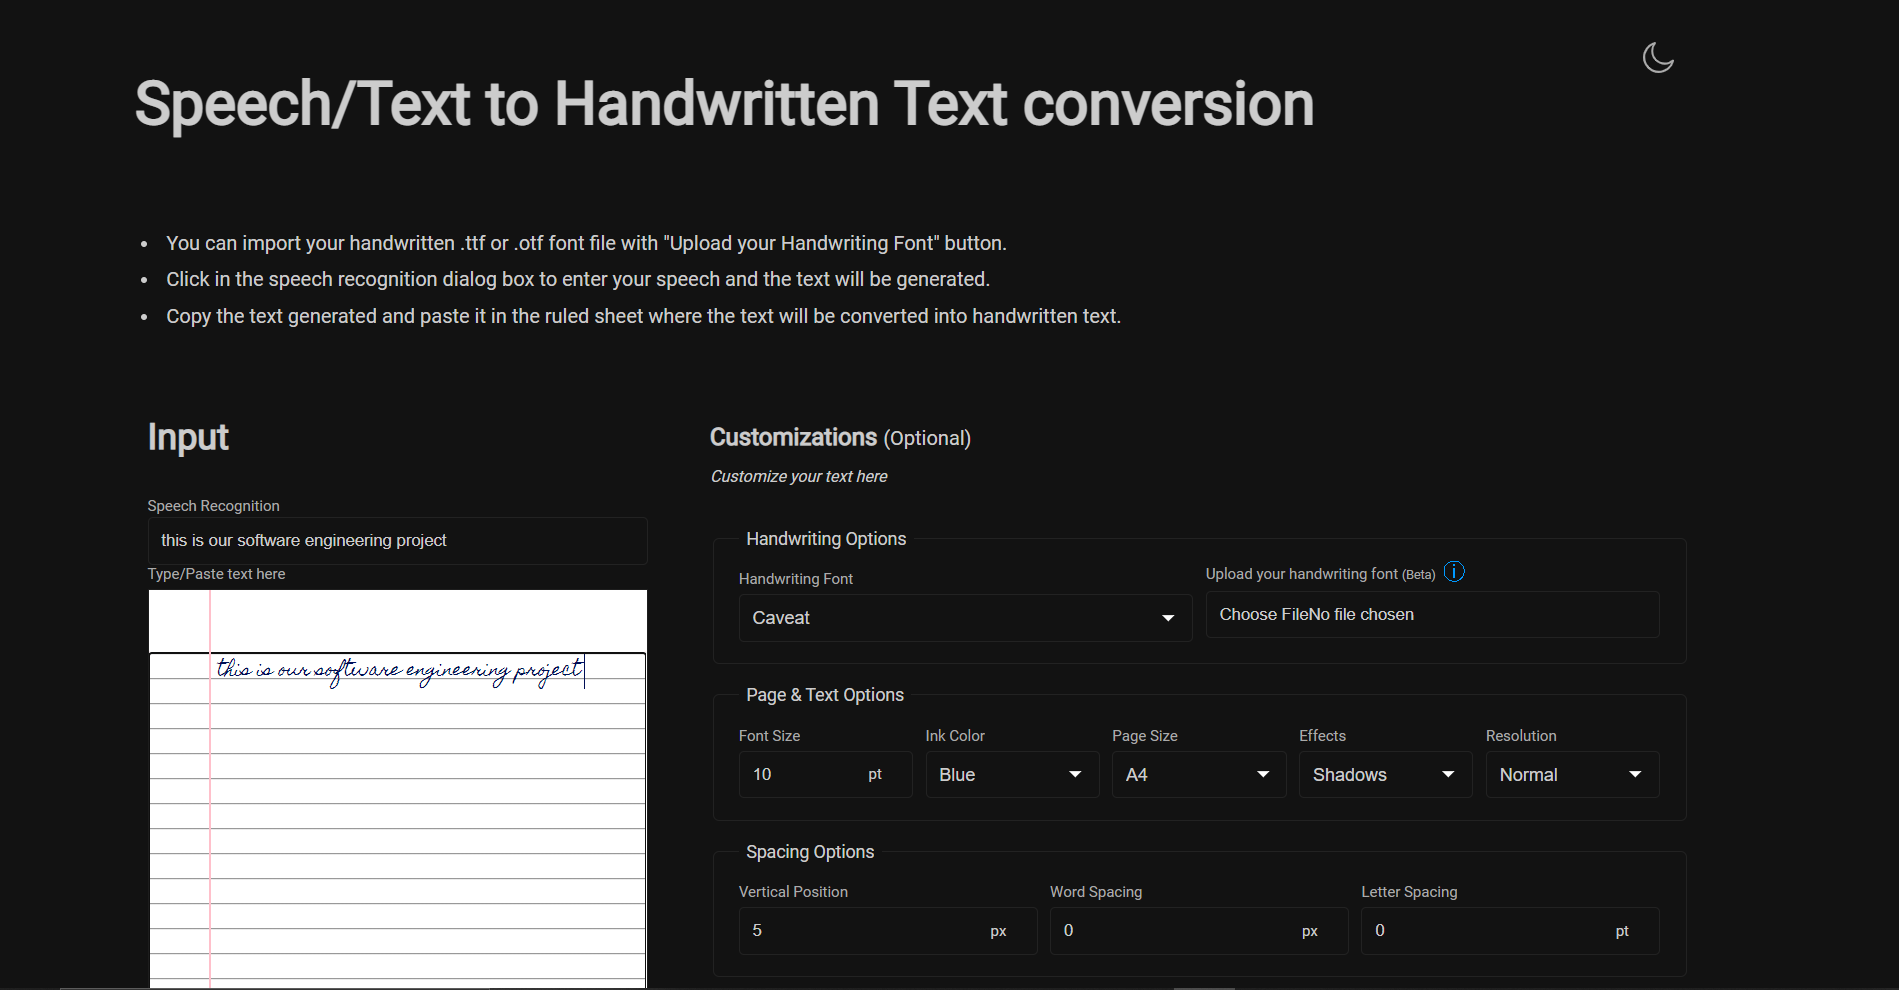 Speech/Text to Handwritten Text conversion
• You can import your handwritten .ttf or .otf font file with "Upload your Handwriting Font" button.
• Click in the speech recognition dialog box to enter your speech and the text will be generated.
• Copy the text generated and paste it in the ruled sheet where the text will be converted into handwritten text.
Input
Speech Recognition
this is our software engineering project
Type/Paste text here
this is our software engineering project
Customizations (Optional)
Customize your text here
Handwriting Options
Handwriting Font
Caveat
Upload your handwriting font (Beta)
Choose FileNo file chosen
Page & Text Options
Font Size
10 pt
Ink Color
Blue
Page Size
A4
Effects
Shadows
Resolution
Normal
Spacing Options
Vertical Position
5 px
Word Spacing
0 px
Letter Spacing
0 pt